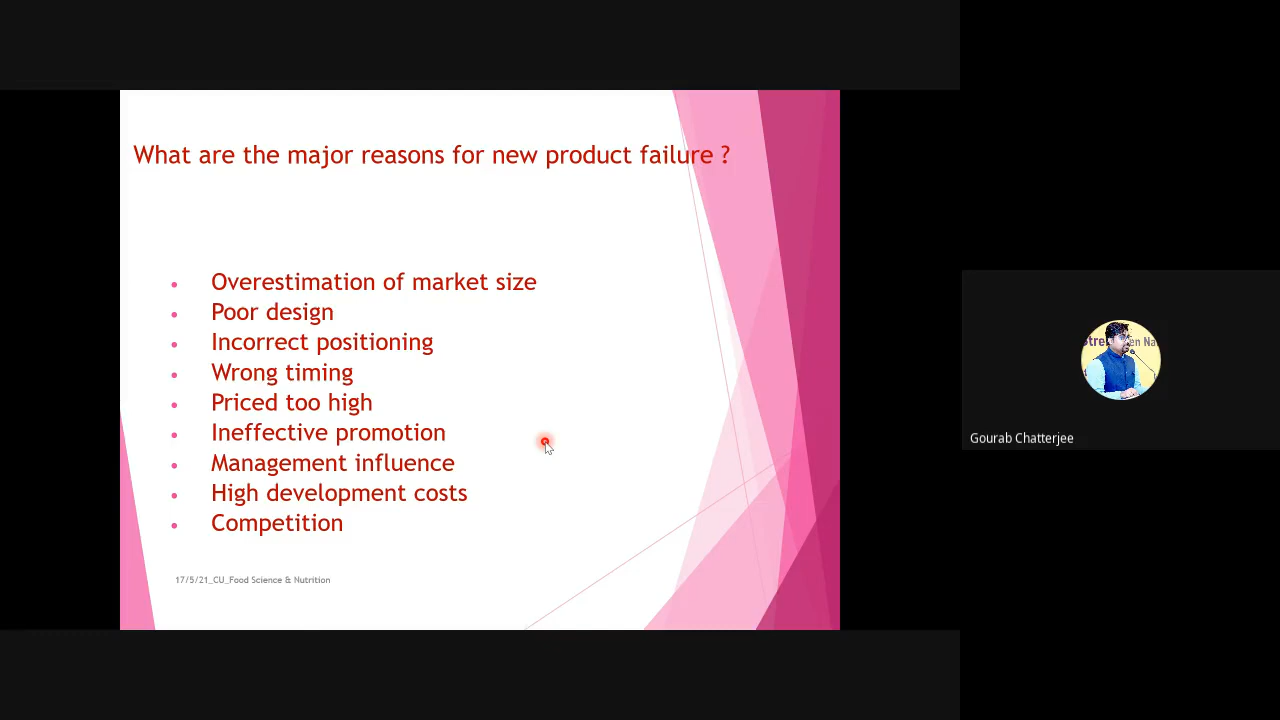 What are the major reasons for new product failure ?
• Overestimation of market size
• Poor design
• Incorrect positioning
• Wrong timing
• Priced too high
• Ineffective promotion
• Management influence
• High development costs
• Competition
17/5/21_CU_Food Science & Nutrition
Gourab Chatterjee